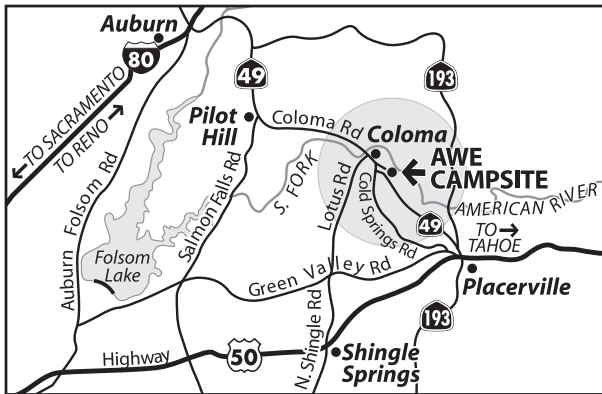 Auburn
80
← TO SACRAMENTO
TO RENO →
Auburn Folsom Rd
Folsom
Lake
49
Pilot
Hill
Salmon Falls Rd
Coloma Rd
S. FORK
193
Coloma
AWE
CAMPSITE
Lotus Rd
Cold Springs Rd
49
AMERICAN RIVER
TO →
TAHOE
Green Valley Rd
Placerville
193
N. Shingle Rd
Highway
50
Shingle
Springs